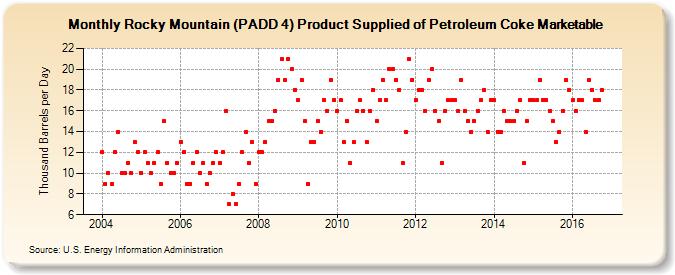 Monthly Rocky Mountain (PADD 4) Product Supplied of Petroleum Coke Marketable
Thousand Barrels per Day
22
20
18
16
14
12
10
8
6
2004 2006 2008 2010 2012 2014 2016
Source: U.S. Energy Information Administration